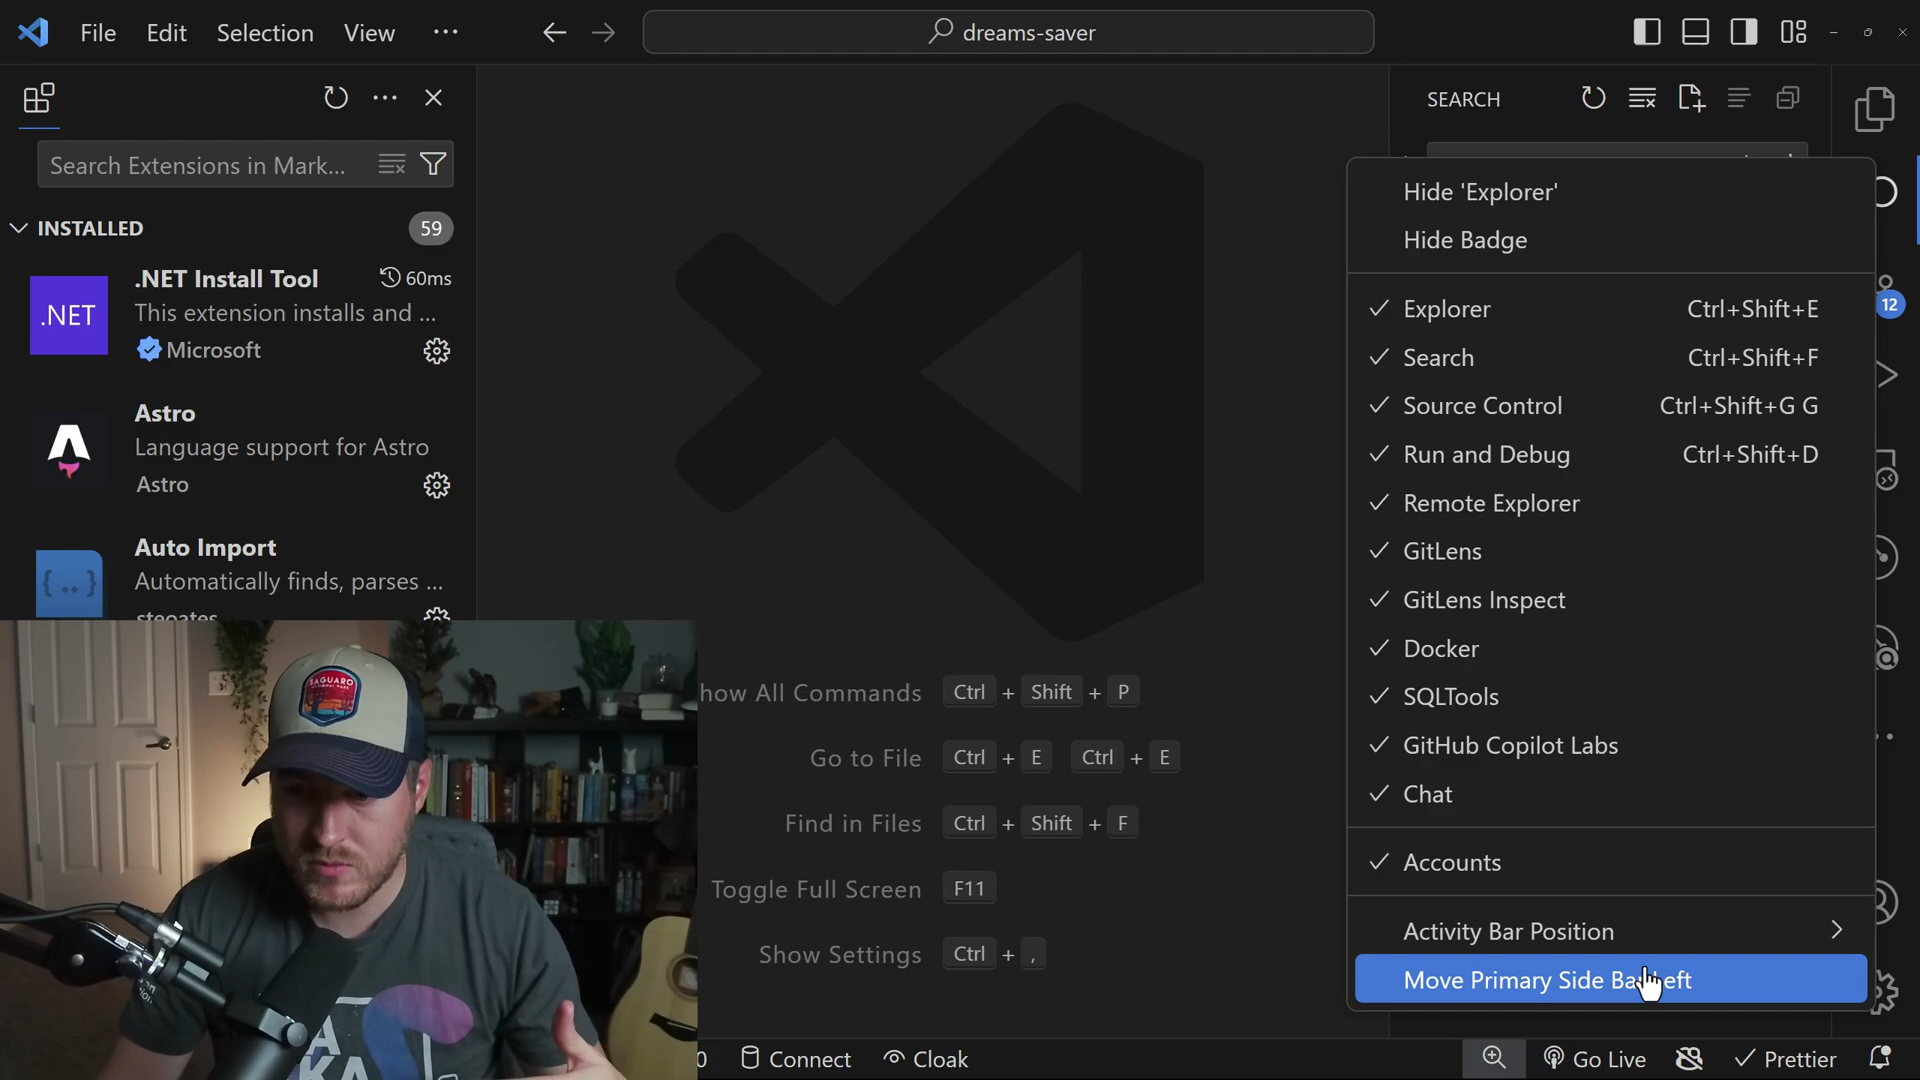 File Edit Selection View ···
dreams-saver
Search Extensions in Mark...
INSTALLED 59
.NET
.NET Install Tool 60ms
This extension installs and ...
Microsoft
Astro
Language support for Astro
Astro
{..}
Auto Import
Automatically finds, parses ...
steoates
SAGUARO
how All Commands Ctrl + Shift + P
Go to File Ctrl + E Ctrl + E
Find in Files Ctrl + Shift + F
Toggle Full Screen F11
Show Settings Ctrl + ,
SEARCH
Hide 'Explorer'
Hide Badge
Explorer Ctrl+Shift+E
Search Ctrl+Shift+F
Source Control Ctrl+Shift+G G
Run and Debug Ctrl+Shift+D
Remote Explorer
GitLens
GitLens Inspect
Docker
SQLTools
GitHub Copilot Labs
Chat
Accounts
Activity Bar Position
Move Primary Side Bar Left
12
0 Connect Cloak
Go Live Prettier